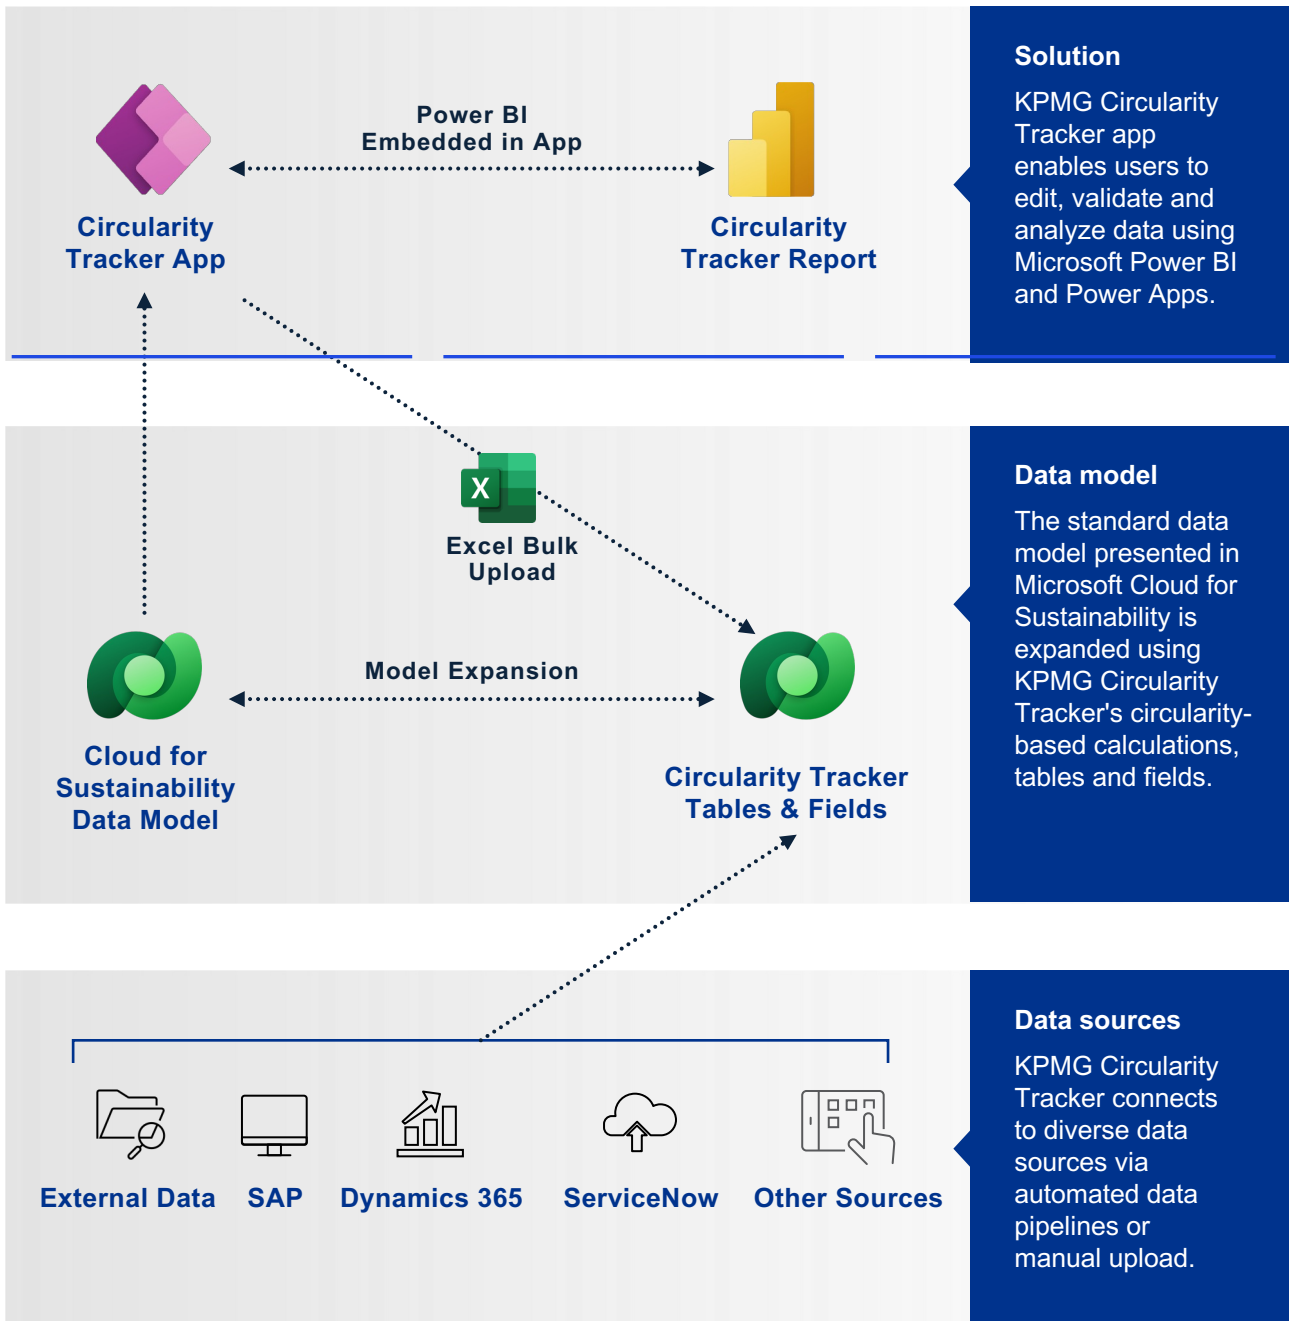 Power BI
Embedded in App
Circularity
Tracker App
Circularity
Tracker Report
Solution
KPMG Circularity
Tracker app
enables users to
edit, validate and
analyze data using
Microsoft Power BI
and Power Apps.
X
Excel Bulk
Upload
Model Expansion
Cloud for
Sustainability
Data Model
Circularity Tracker
Tables & Fields
Data model
The standard data
model presented in
Microsoft Cloud for
Sustainability is
expanded using
KPMG Circularity
Tracker's circularity-
based calculations,
tables and fields.
External Data
SAP
Dynamics 365
ServiceNow
Other Sources
Data sources
KPMG Circularity
Tracker connects
to diverse data
sources via
automated data
pipelines or
manual upload.